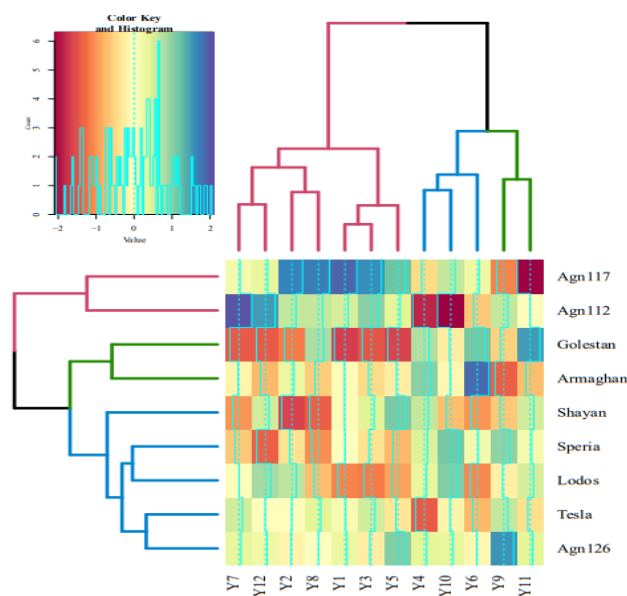 Color Key
and Histogram
6
5
4
3
2
1
0
Count
−2 −1 0 1 2
Value
Agn117
Agn112
Golestan
Armaghan
Shayan
Speria
Lodos
Tesla
Agn126
Y7 Y12 Y2 Y8 Y1 Y3 Y5 Y4 Y10 Y6 Y9 Y11